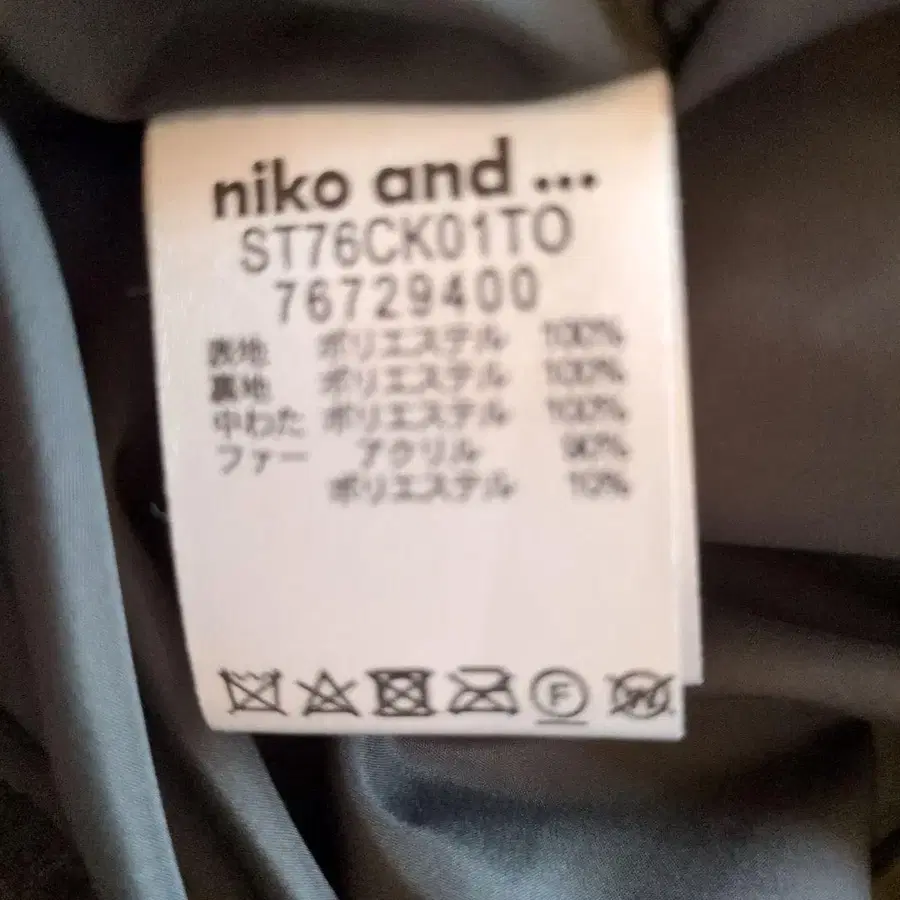 niko and ...
ST76CK01TO
76729400
表地 ポリエステル 100%
裏地 ポリエステル 100%
中わた ポリエステル 100%
ファー アクリル 90%
ポリエステル 10%
F